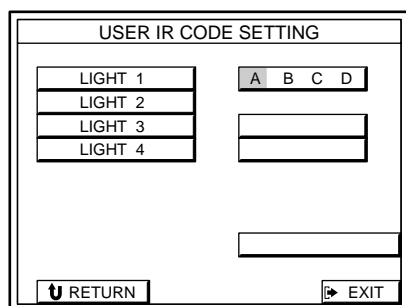 USER IR CODE SETTING
LIGHT 1
A B C D
LIGHT 2
LIGHT 3
LIGHT 4
RETURN
EXIT